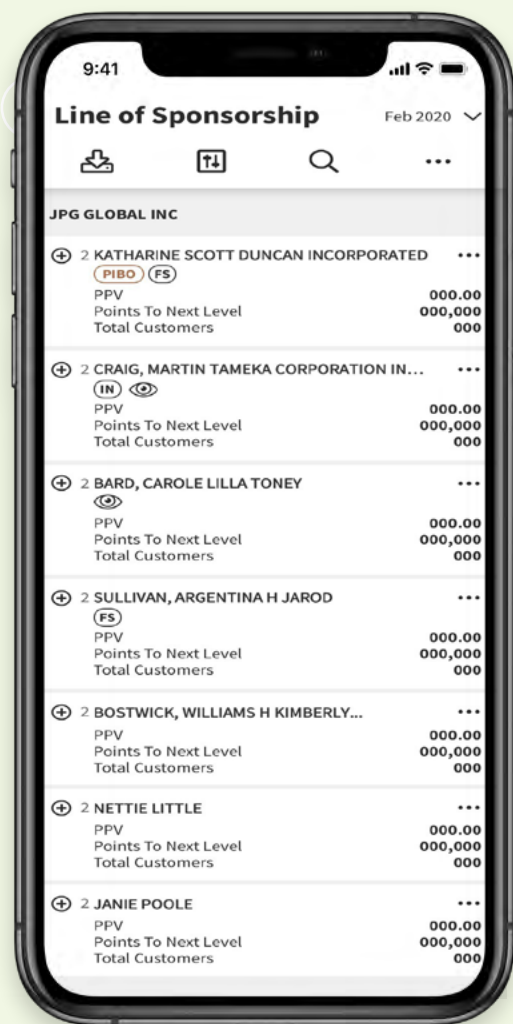 9:41
Line of Sponsorship Feb 2020
JPG GLOBAL INC
2 KATHARINE SCOTT DUNCAN INCORPORATED ...
PIBO FS
PPV 000.00
Points To Next Level 000,000
Total Customers 000
2 CRAIG, MARTIN TAMEKA CORPORATION IN... ...
IN
PPV 000.00
Points To Next Level 000,000
Total Customers 000
2 BARD, CAROLE LILLA TONEY ...
PPV 000.00
Points To Next Level 000,000
Total Customers 000
2 SULLIVAN, ARGENTINA H JAROD ...
FS
PPV 000.00
Points To Next Level 000,000
Total Customers 000
2 BOSTWICK, WILLIAMS H KIMBERLY... ...
PPV 000.00
Points To Next Level 000,000
Total Customers 000
2 NETTIE LITTLE ...
PPV 000.00
Points To Next Level 000,000
Total Customers 000
2 JANIE POOLE ...
PPV 000.00
Points To Next Level 000,000
Total Customers 000